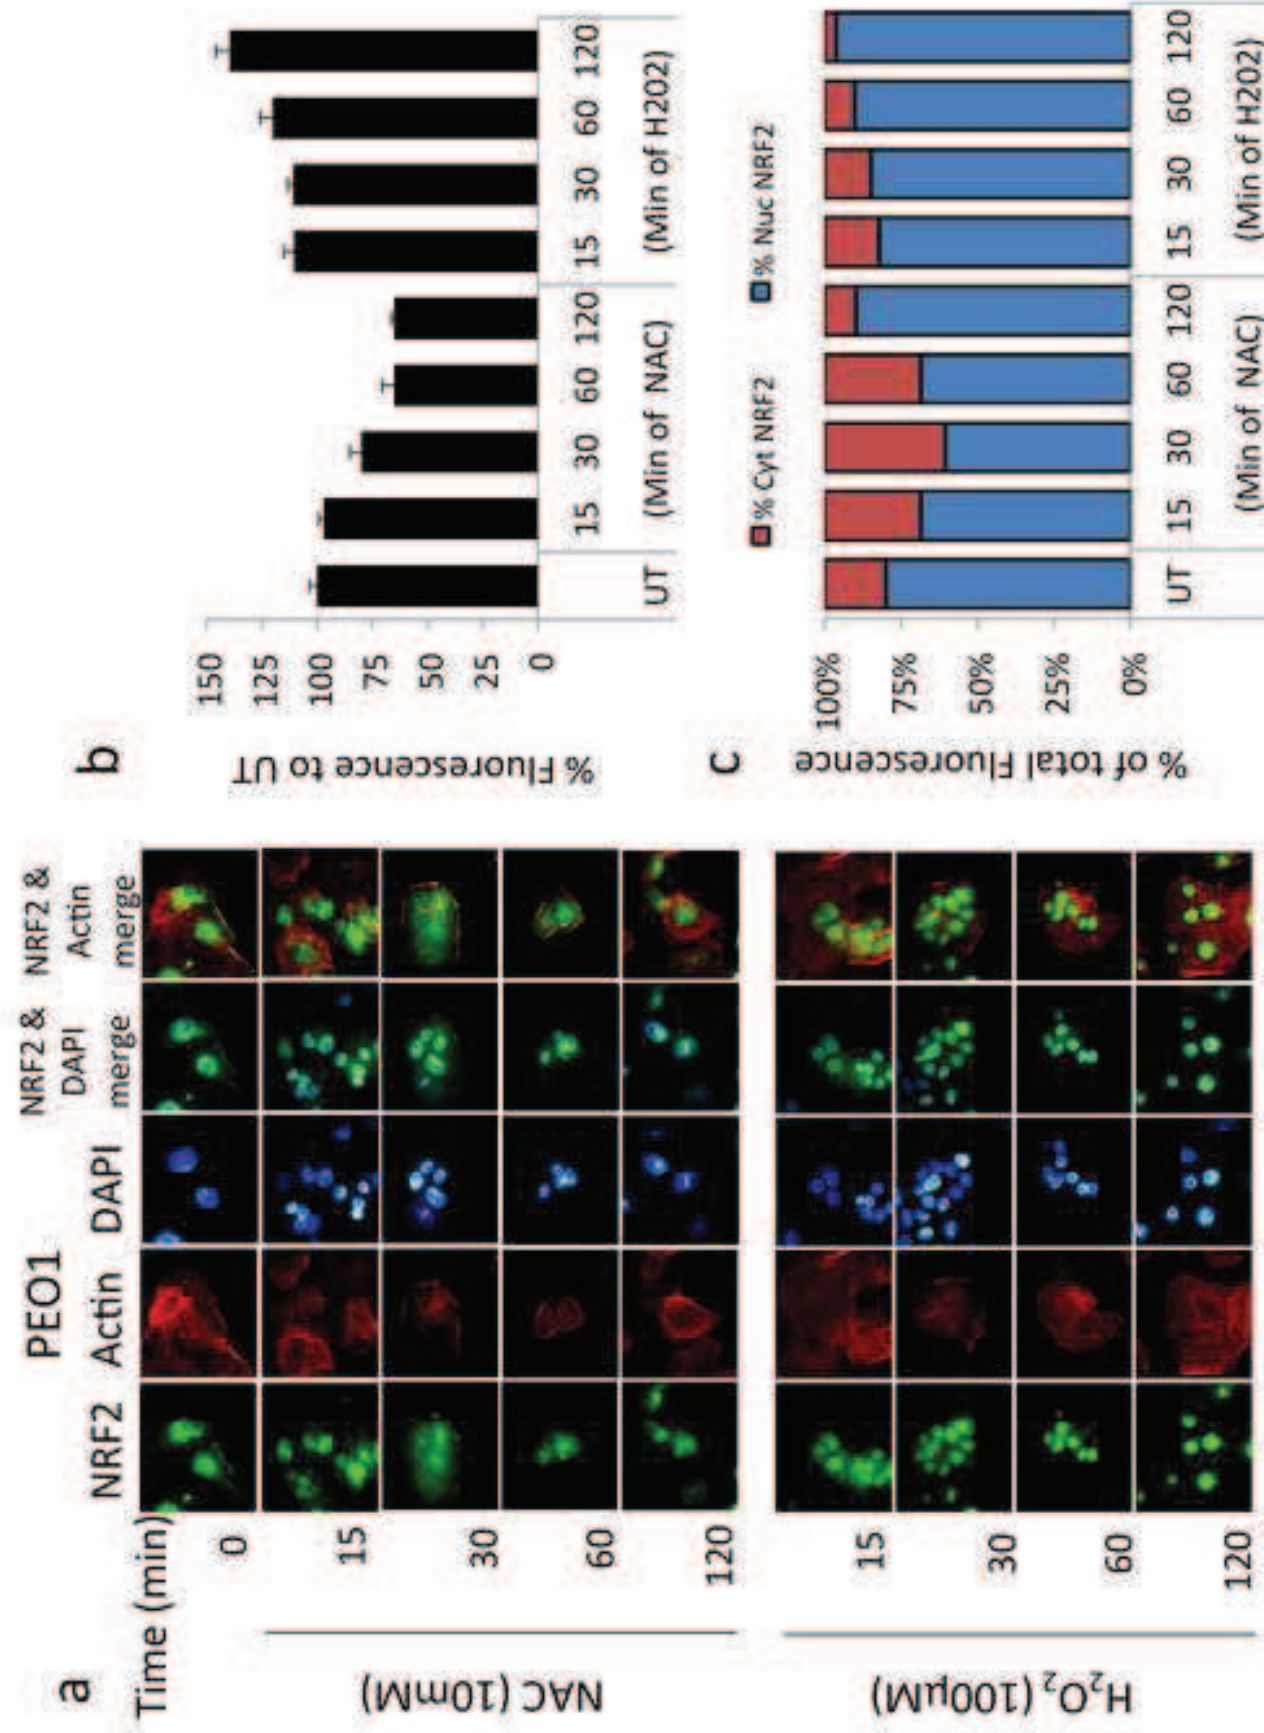 a
PEO1
NRF2 Actin DAPI NRF2 & DAPI merge NRF2 & Actin merge
Time (min)
0
NAC (10mM)
15
30
60
120
H₂O₂ (100µM)
15
30
60
120
b
% Fluorescence to UT
150
125
100
75
50
25
0
UT 15 30 60 120 15 30 60 120
(Min of NAC) (Min of H202)
c
% Cyt NRF2 % Nuc NRF2
% of total Fluorescence
100%
75%
50%
25%
0%
UT 15 30 60 120 15 30 60 120
(Min of NAC) (Min of H202)